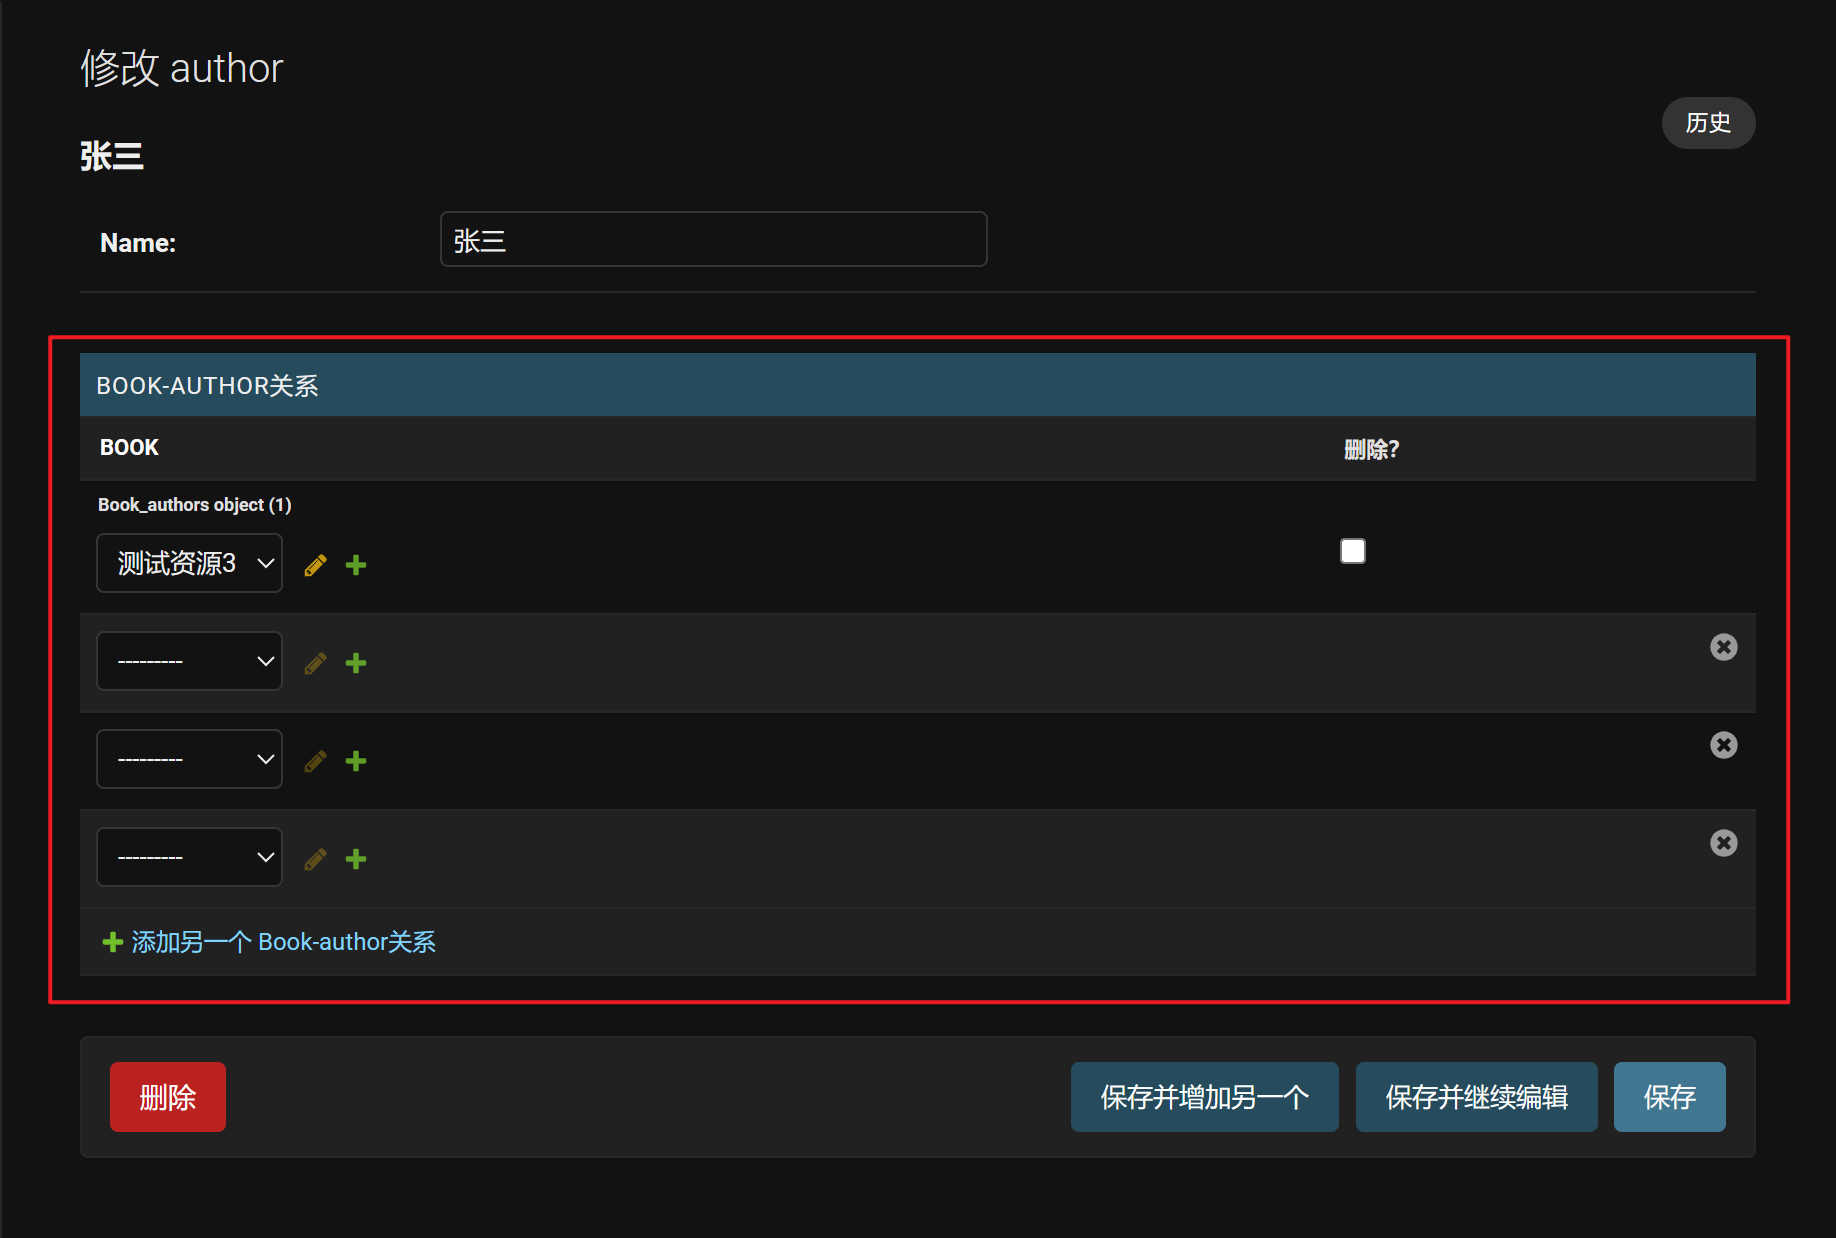 修改 author
历史
张三
Name:
张三
BOOK-AUTHOR关系
BOOK
删除?
Book_authors object (1)
测试资源3
---------
---------
---------
添加另一个 Book-author关系
删除
保存并增加另一个
保存并继续编辑
保存